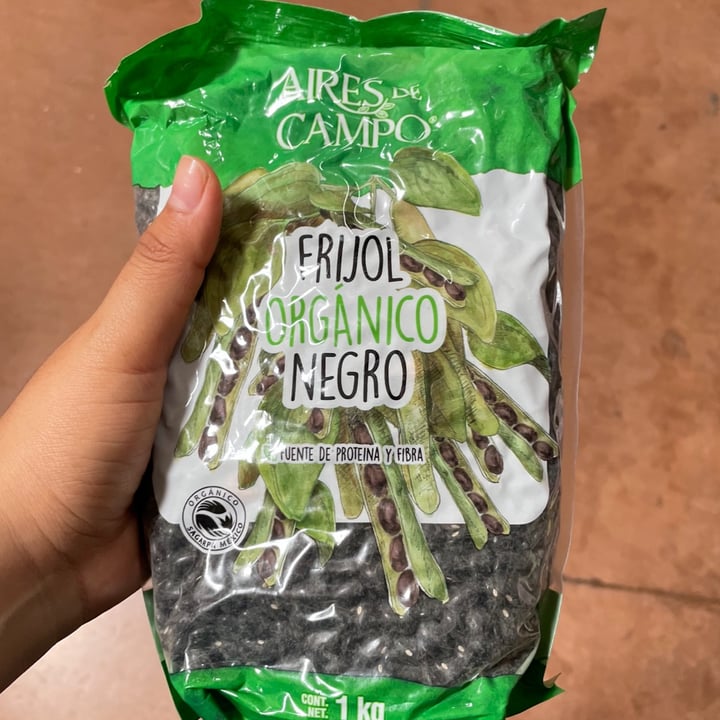 AIRES DE
CAMPO®
FRIJOL
ORGÁNICO
NEGRO
FUENTE DE PROTEINA Y FIBRA
ORGÁNICO
SAGARPA MÉXICO
CONT.
NET. 1 kg